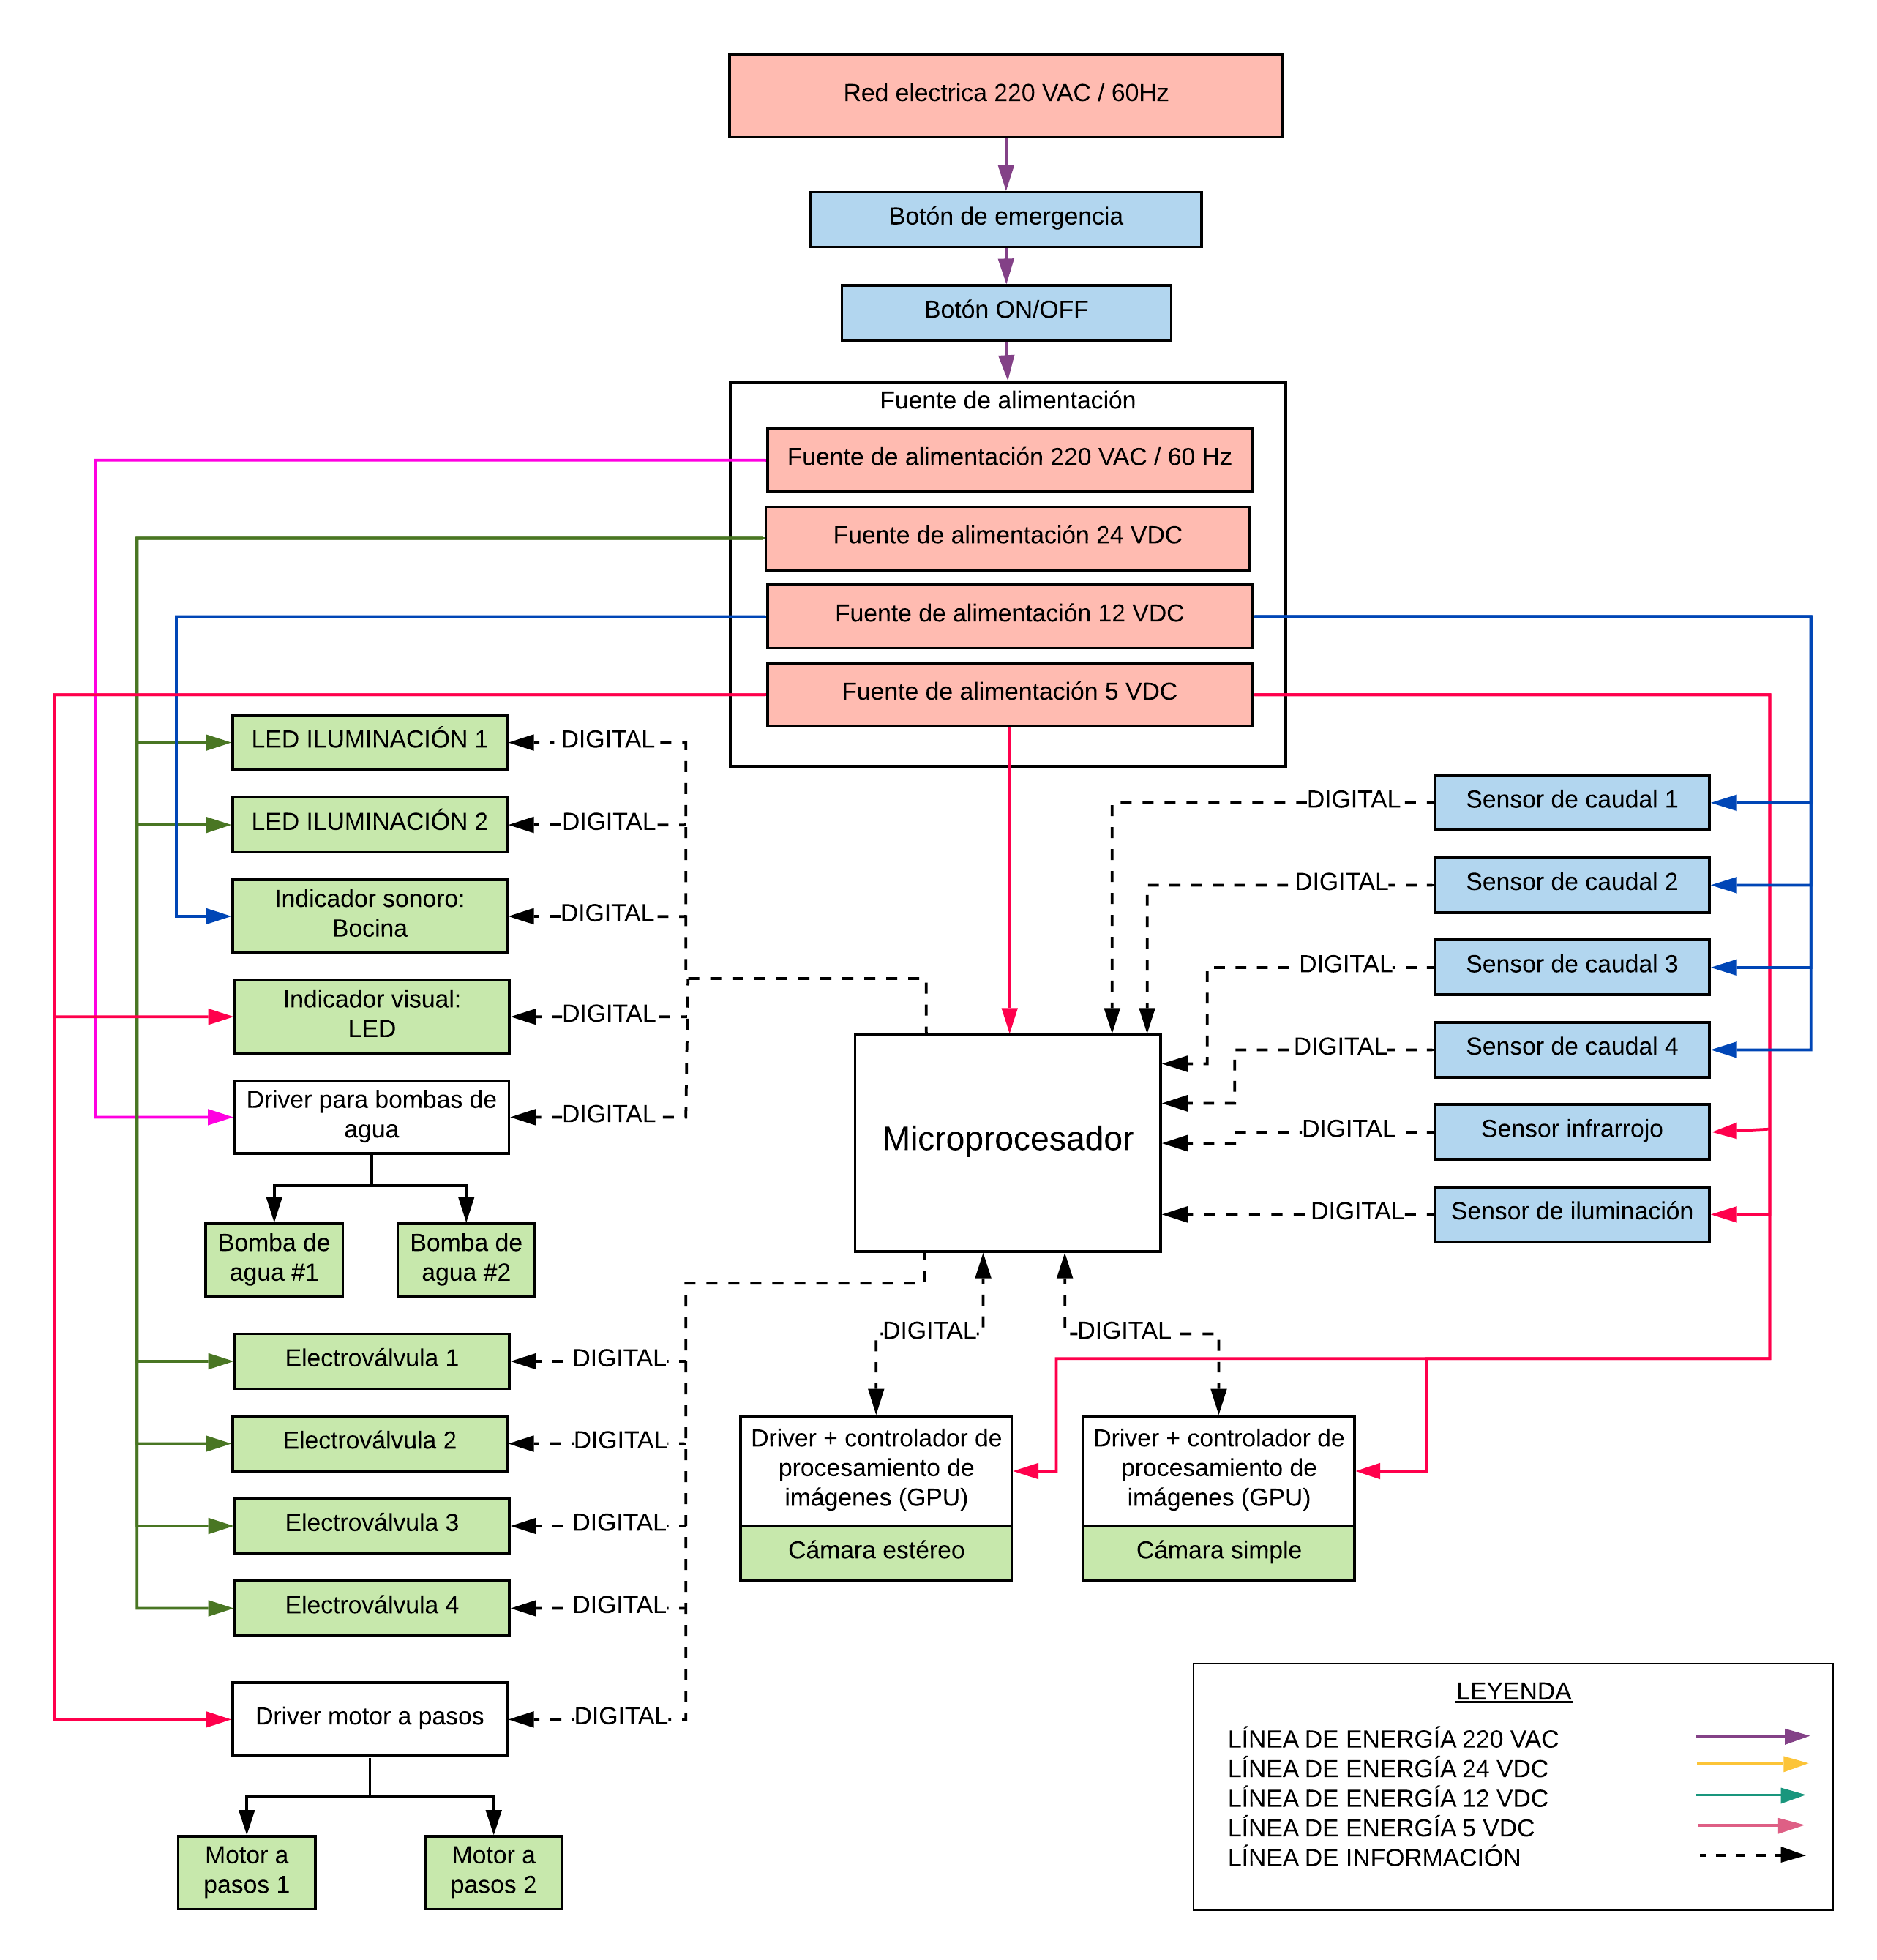 Red electrica 220 VAC / 60Hz
Botón de emergencia
Botón ON/OFF
Fuente de alimentación
Fuente de alimentación 220 VAC / 60 Hz
Fuente de alimentación 24 VDC
Fuente de alimentación 12 VDC
Fuente de alimentación 5 VDC
LED ILUMINACIÓN 1
DIGITAL
LED ILUMINACIÓN 2
DIGITAL
Indicador sonoro:
Bocina
DIGITAL
Indicador visual:
LED
DIGITAL
Driver para bombas de
agua
DIGITAL
Bomba de
agua #1
Bomba de
agua #2
Electroválvula 1
DIGITAL
Electroválvula 2
DIGITAL
Electroválvula 3
DIGITAL
Electroválvula 4
DIGITAL
Driver motor a pasos
DIGITAL
Motor a
pasos 1
Motor a
pasos 2
Microprocesador
DIGITAL
Sensor de caudal 1
DIGITAL
Sensor de caudal 2
DIGITAL
Sensor de caudal 3
DIGITAL
Sensor de caudal 4
DIGITAL
Sensor infrarrojo
DIGITAL
Sensor de iluminación
DIGITAL
DIGITAL
Driver + controlador de
procesamiento de
imágenes (GPU)
Cámara estéreo
Driver + controlador de
procesamiento de
imágenes (GPU)
Cámara simple
LEYENDA
LÍNEA DE ENERGÍA 220 VAC
LÍNEA DE ENERGÍA 24 VDC
LÍNEA DE ENERGÍA 12 VDC
LÍNEA DE ENERGÍA 5 VDC
LÍNEA DE INFORMACIÓN